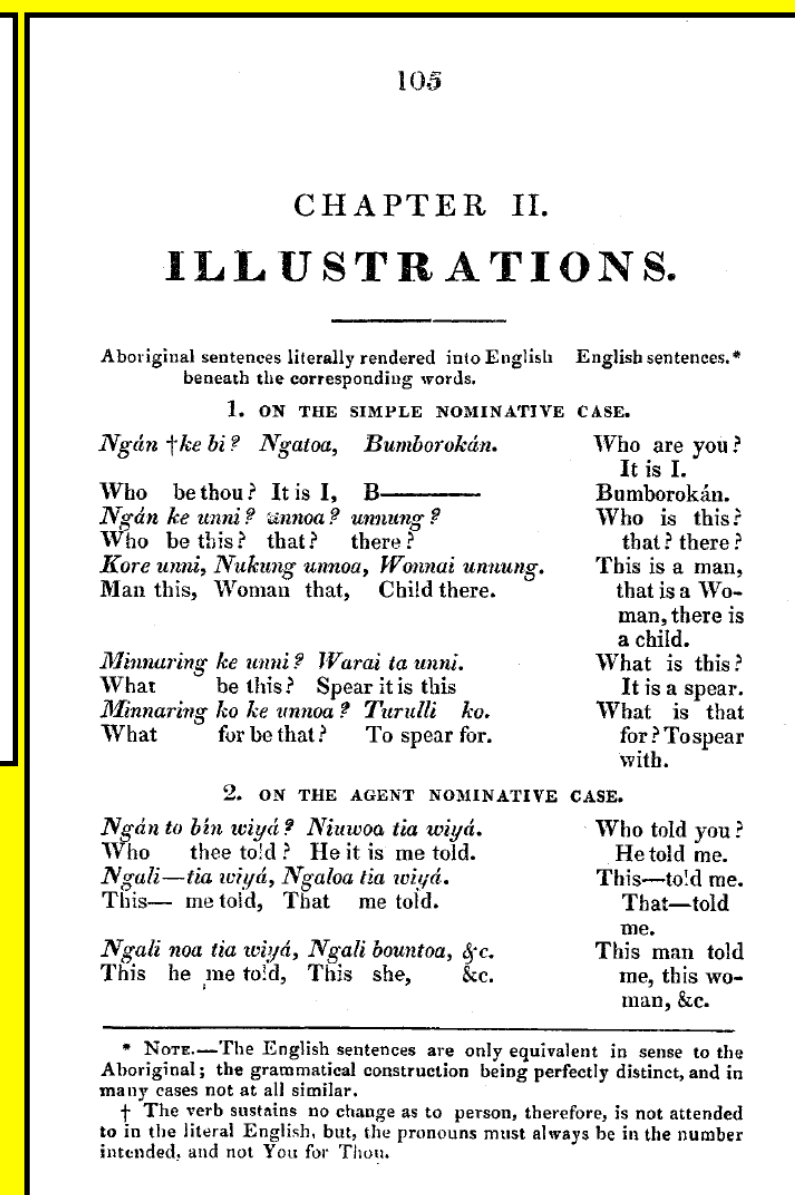 105
CHAPTER II.
ILLUSTRATIONS.
Aboriginal sentences literally rendered into English English sentences.*
beneath the corresponding words.
1. ON THE SIMPLE NOMINATIVE CASE.
Ngán †ke bi? Ngatoa, Bumborokán. Who are you?
It is I.
Who be thou? It is I, B———— Bumborokán.
Ngán ke unni? unnoa? unnung? Who is this?
Who be this? that? there? that? there?
Kore unni, Nukung unnoa, Wonnai unnung. This is a man,
Man this, Woman that, Child there. that is a Wo-
man, there is
a child.
Minnaring ke unni? Warai ta unni. What is this?
What be this? Spear it is this It is a spear.
Minnaring ko ke unnoa? Turulli ko. What is that
What for be that? To spear for. for? To spear
with.
2. ON THE AGENT NOMINATIVE CASE.
Ngán to bín wiyá? Niuwoa tia wiyá. Who told you?
Who thee told? He it is me told. He told me.
Ngali—tia wiyá, Ngaloa tia wiyá. This—told me.
This— me told, That me told. That—told
me.
Ngali noa tia wiyá, Ngali bountoa, &c. This man told
This he me told, This she, &c. me, this wo-
man, &c.
* NOTE.—The English sentences are only equivalent in sense to the
Aboriginal; the grammatical construction being perfectly distinct, and in
many cases not at all similar.
† The verb sustains no change as to person, therefore, is not attended
to in the literal English, but, the pronouns must always be in the number
intended, and not You for Thou.